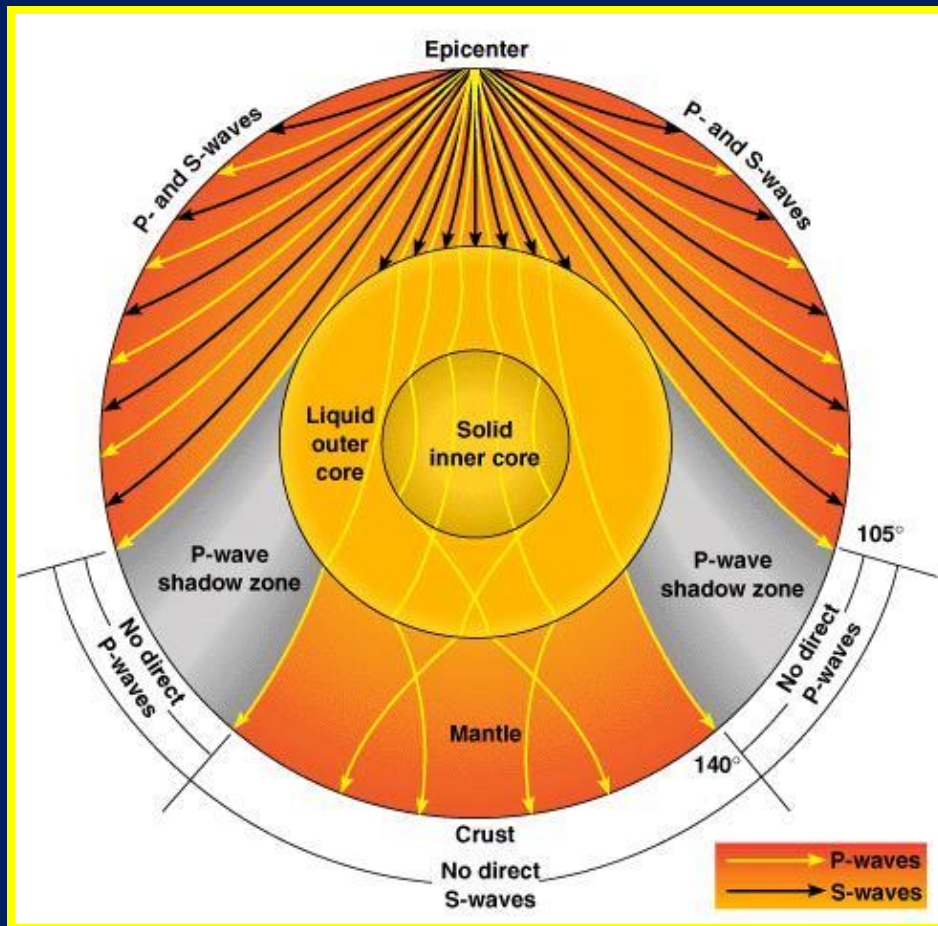 Epicenter
P- and S-waves
P- and S-waves
Liquid
outer
core
Solid
inner core
105°
P-wave
shadow zone
P-wave
shadow zone
No direct
P-waves
No direct
P-waves
Mantle
140°
Crust
No direct
S-waves
P-waves
S-waves